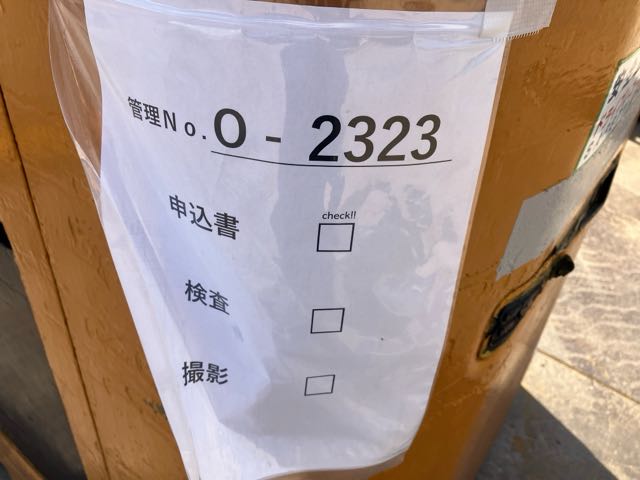 管理No. O - 2323
check!!
申込書 □
検査 □
撮影 □